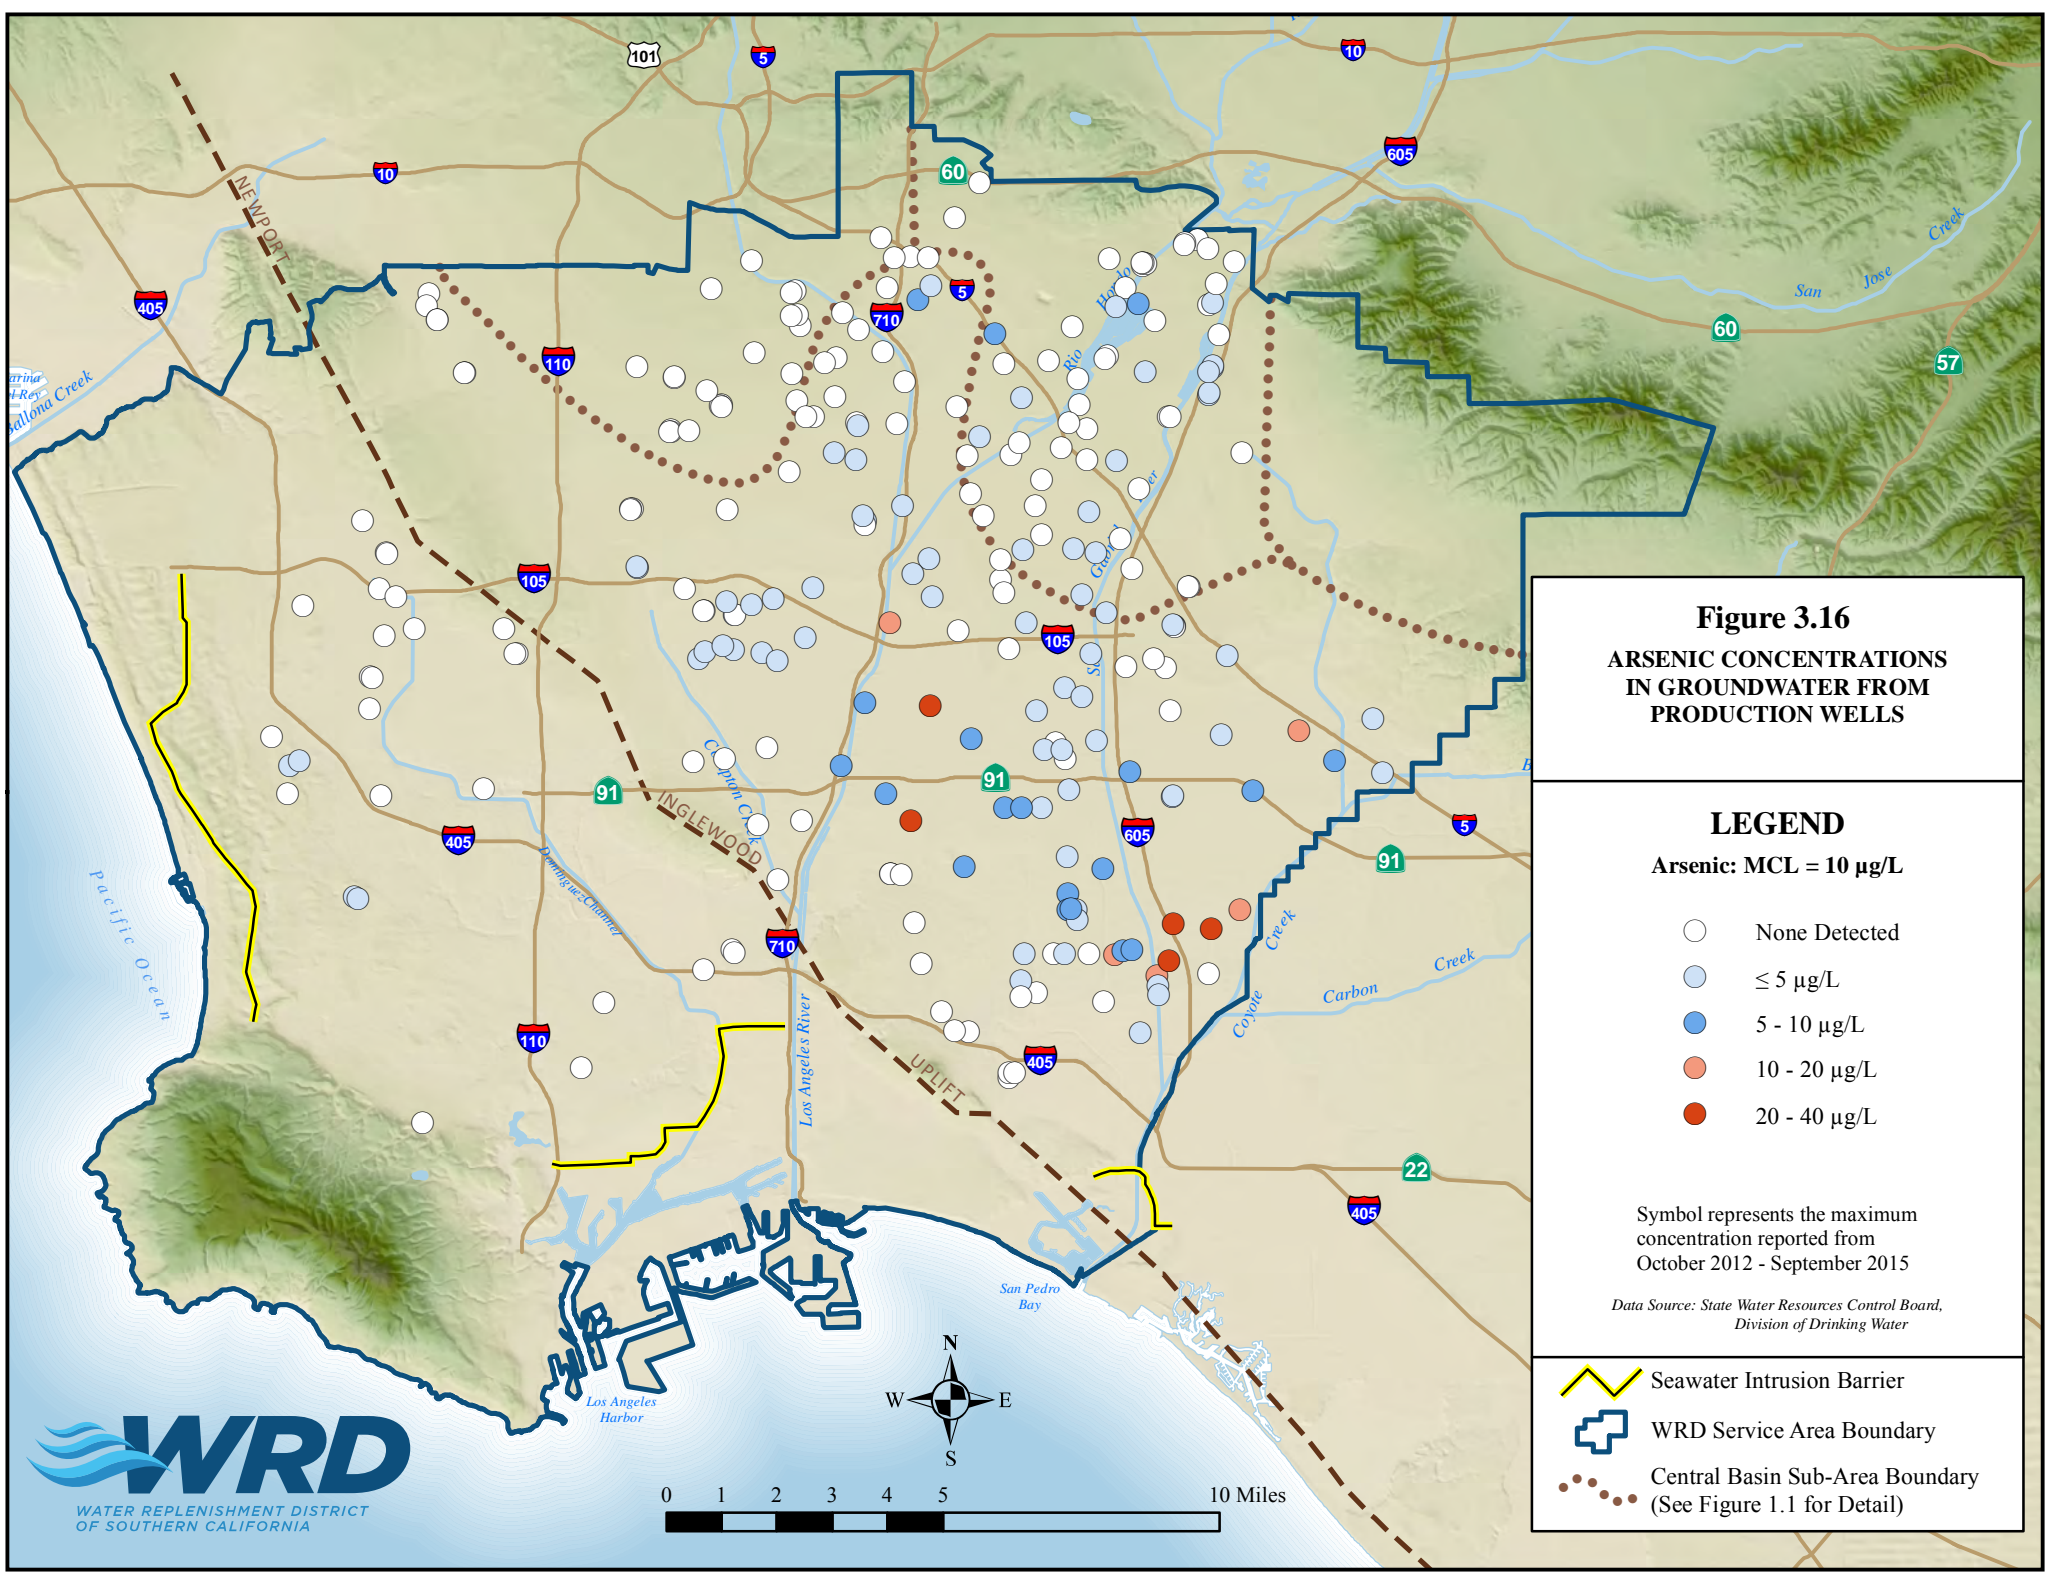 101
5
10
605
60
10
NEWPORT
405
5
710
110
Rio
Hondo
San
Jose
Creek
60
57
Ballona Creek
105
105
Compton Creek
91
INGLEWOOD
91
605
405
5
91
Dominguez Channel
710
Pacific Ocean
Coyote
Creek
Carbon
Creek
110
Los Angeles River
405
UPLIFT
22
405
San Pedro
Bay
Los Angeles
Harbor
N
W E
S
0 1 2 3 4 5 10 Miles
WRD
WATER REPLENISHMENT DISTRICT
OF SOUTHERN CALIFORNIA
Figure 3.16
ARSENIC CONCENTRATIONS
IN GROUNDWATER FROM
PRODUCTION WELLS
LEGEND
Arsenic: MCL = 10 µg/L
None Detected
≤ 5 µg/L
5 - 10 µg/L
10 - 20 µg/L
20 - 40 µg/L
Symbol represents the maximum
concentration reported from
October 2012 - September 2015
Data Source: State Water Resources Control Board,
Division of Drinking Water
Seawater Intrusion Barrier
WRD Service Area Boundary
Central Basin Sub-Area Boundary
(See Figure 1.1 for Detail)